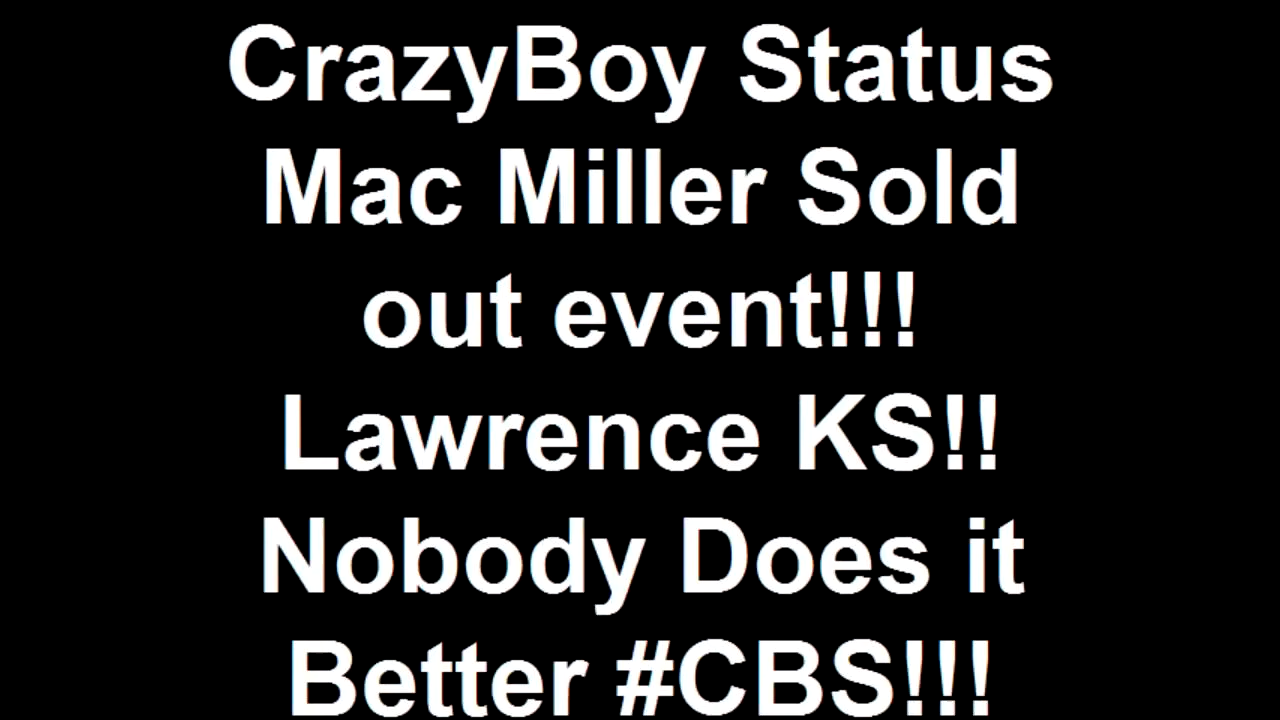 CrazyBoy Status
Mac Miller Sold
out event!!!
Lawrence KS!!
Nobody Does it
Better #CBS!!!